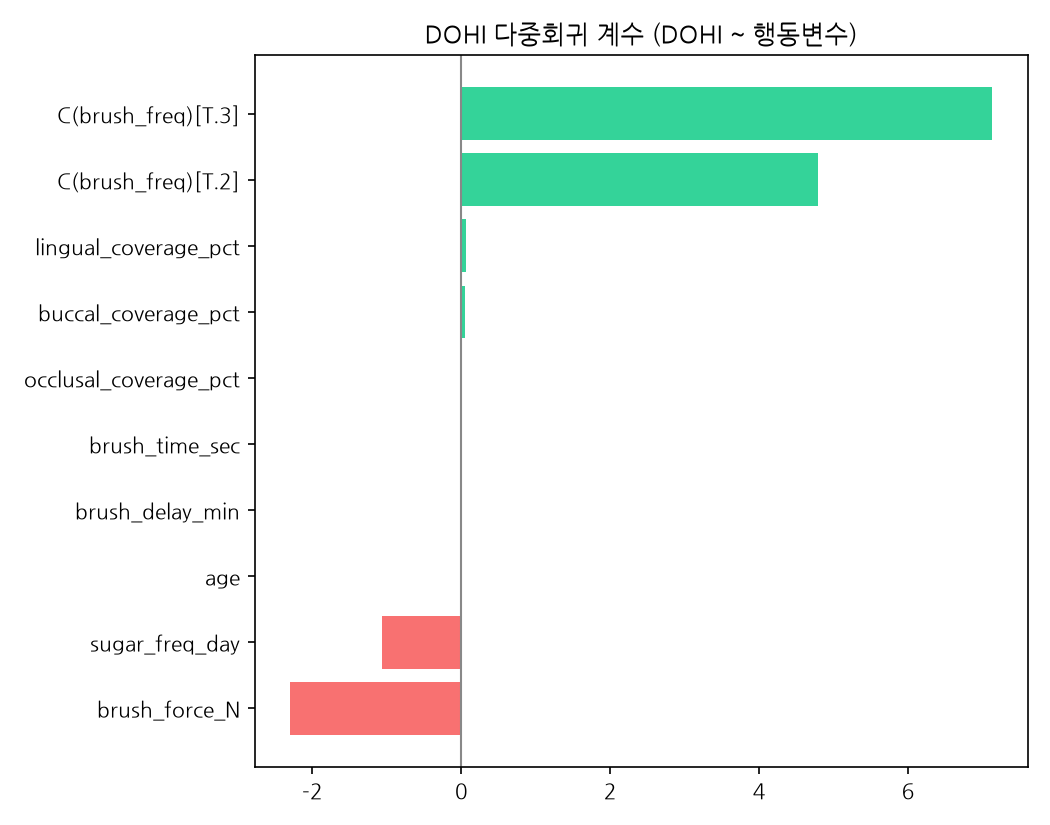 DOHI 다중회귀 계수 (DOHI ~ 행동변수)
C(brush_freq)[T.3]
C(brush_freq)[T.2]
lingual_coverage_pct
buccal_coverage_pct
occlusal_coverage_pct
brush_time_sec
brush_delay_min
age
sugar_freq_day
brush_force_N
-2 0 2 4 6